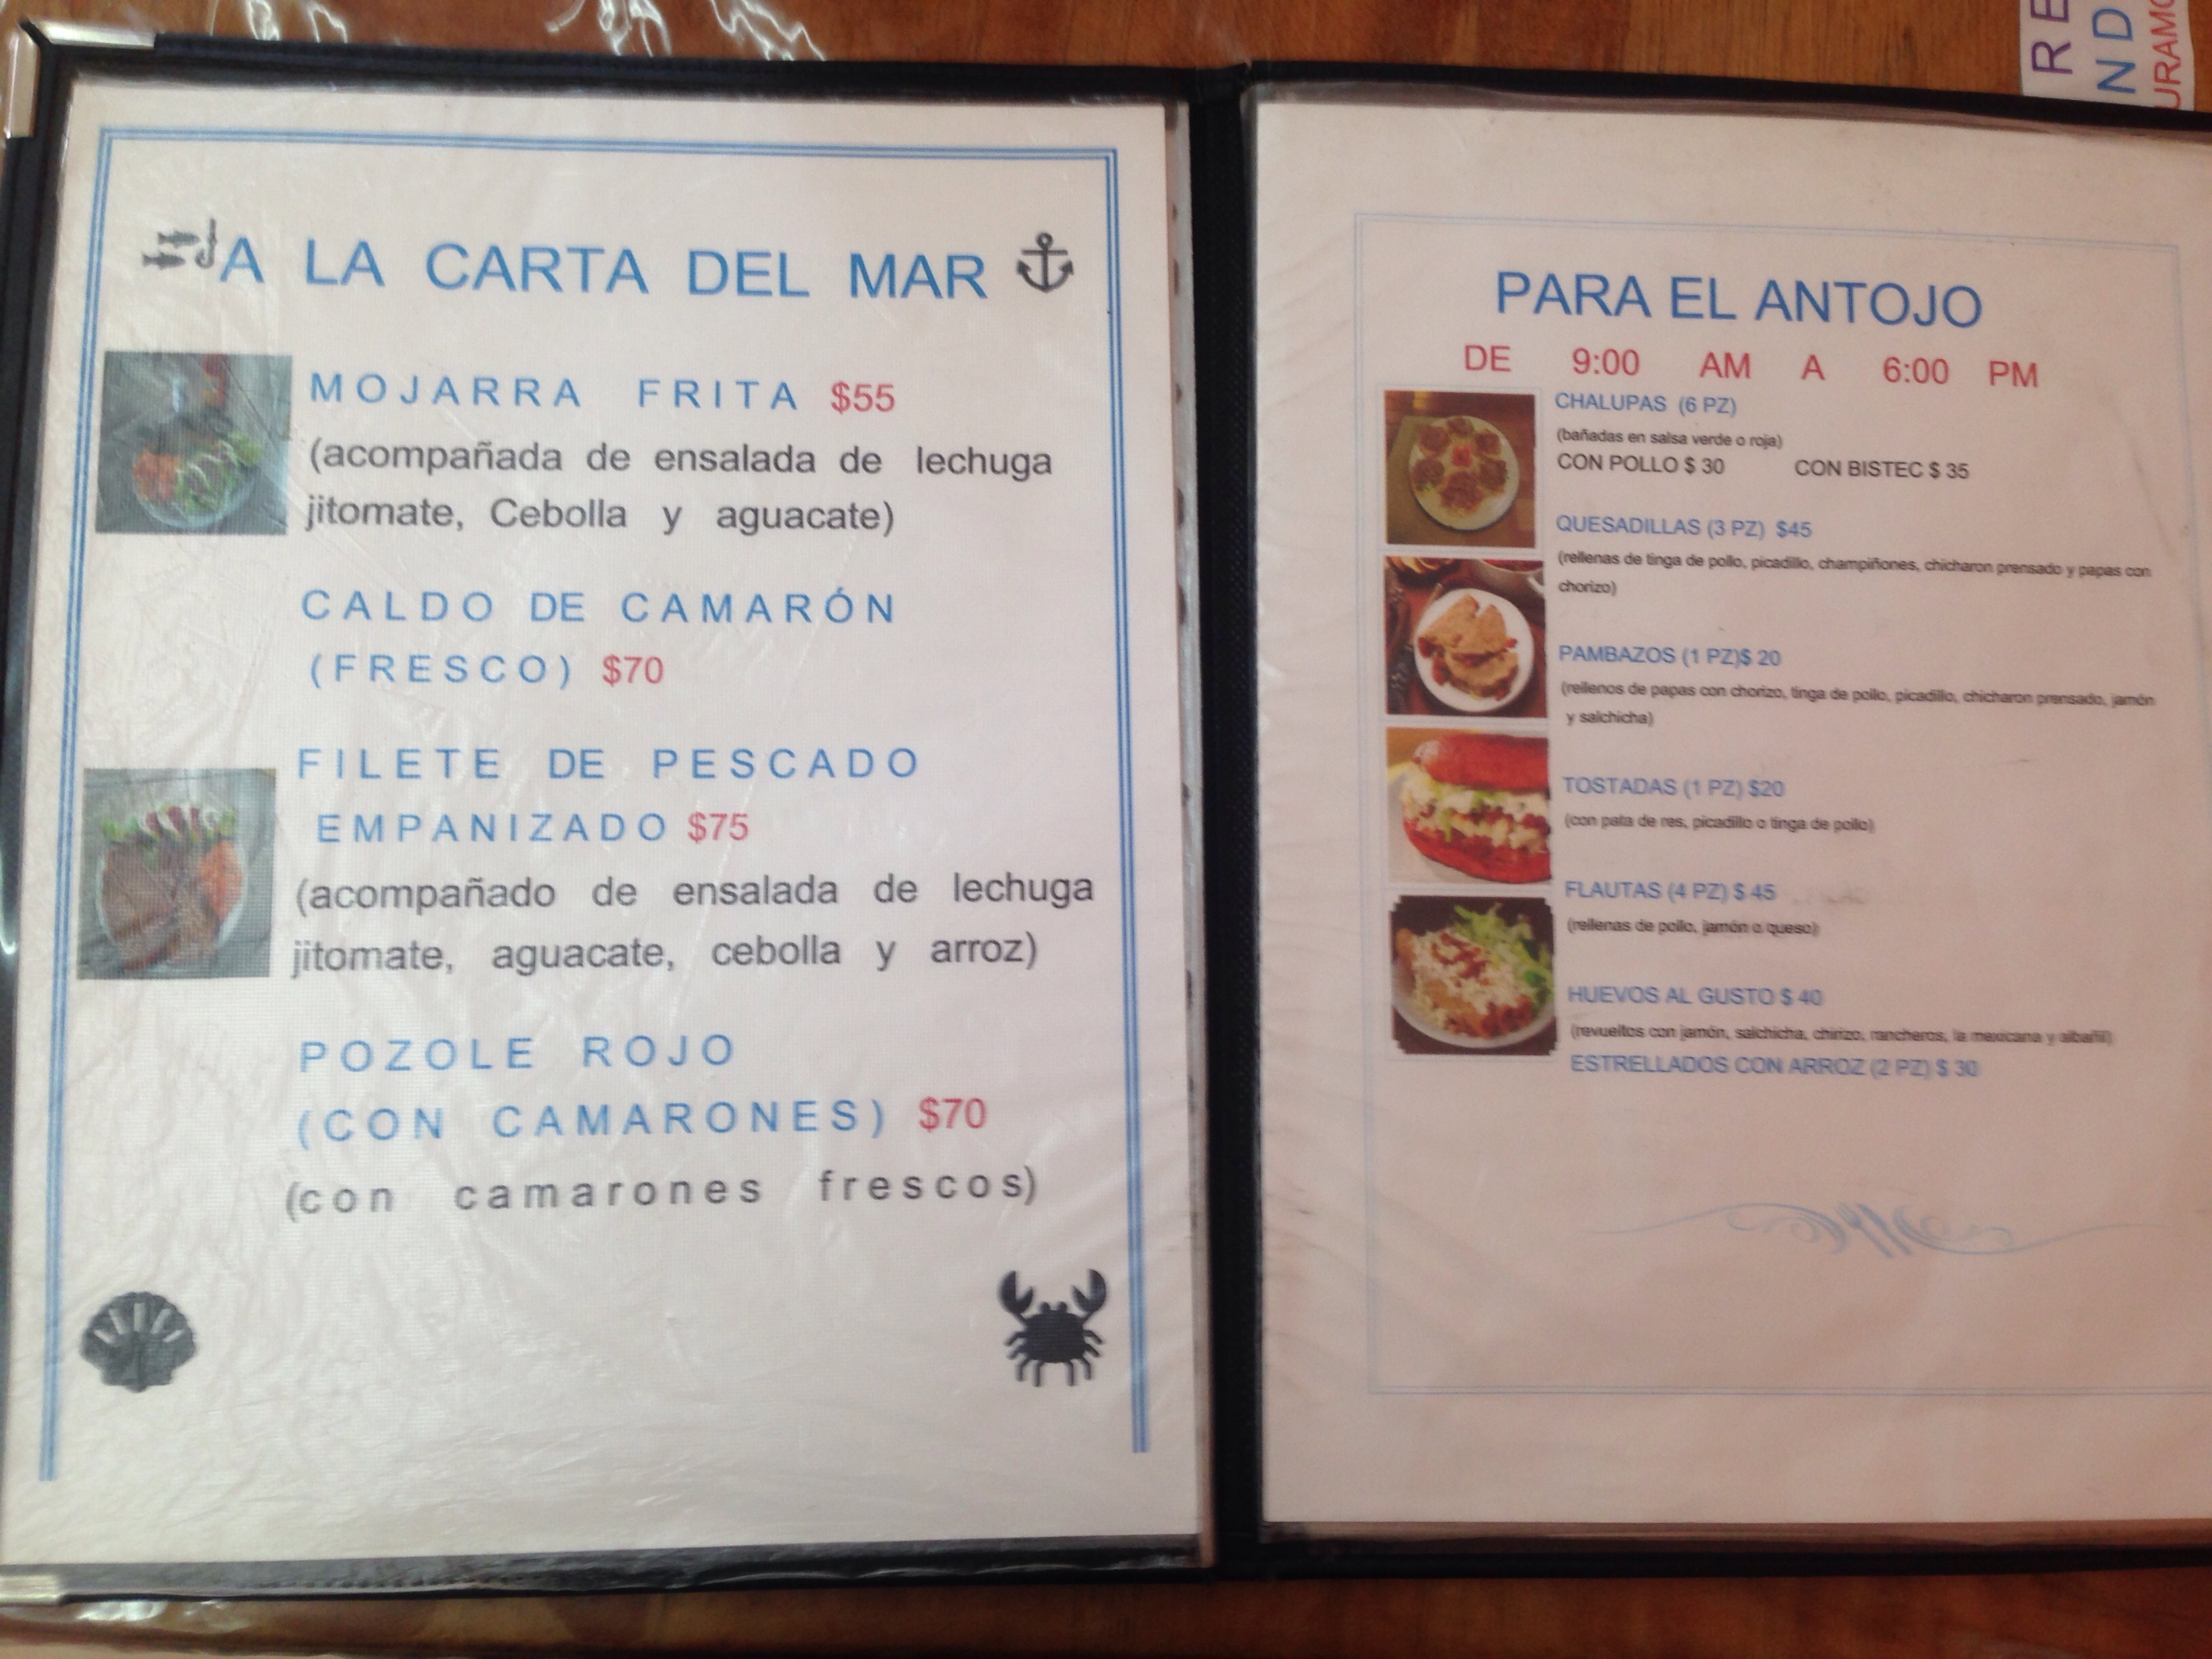 A LA CARTA DEL MAR
MOJARRA FRITA $55
(acompañada de ensalada de lechuga
jitomate, Cebolla y aguacate)
CALDO DE CAMARÓN
(FRESCO) $70
FILETE DE PESCADO
EMPANIZADO $75
(acompañado de ensalada de lechuga
jitomate, aguacate, cebolla y arroz)
POZOLE ROJO
(CON CAMARONES) $70
(con camarones frescos)
PARA EL ANTOJO
DE 9:00 AM A 6:00 PM
CHALUPAS (6 PZ)
(bañadas en salsa verde o roja)
CON POLLO $ 30 CON BISTEC $ 35
QUESADILLAS (3 PZ) $45
(rellenas de tinga de pollo, picadillo, champiñones, chicharon prensado y papas con
chorizo)
PAMBAZOS (1 PZ)$ 20
(rellenos de papas con chorizo, tinga de pollo, picadillo, chicharon prensado, jamón
y salchicha)
TOSTADAS (1 PZ) $20
(con pata de res, picadillo o tinga de pollo)
FLAUTAS (4 PZ) $ 45
(rellenas de pollo, jamón o queso)
HUEVOS AL GUSTO $ 40
(revueltos con jamón, salchicha, chirizo, rancheros, la mexicana y albañil)
ESTRELLADOS CON ARROZ (2 PZ) $ 30
RE
ND
URAMO